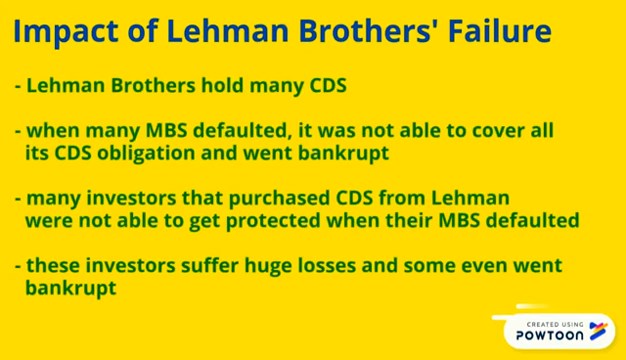 Impact of Lehman Brothers' Failure
- Lehman Brothers hold many CDS
- when many MBS defaulted, it was not able to cover all
its CDS obligation and went bankrupt
- many investors that purchased CDS from Lehman
were not able to get protected when their MBS defaulted
- these investors suffer huge losses and some even went
bankrupt
CREATED USING
POWTOON